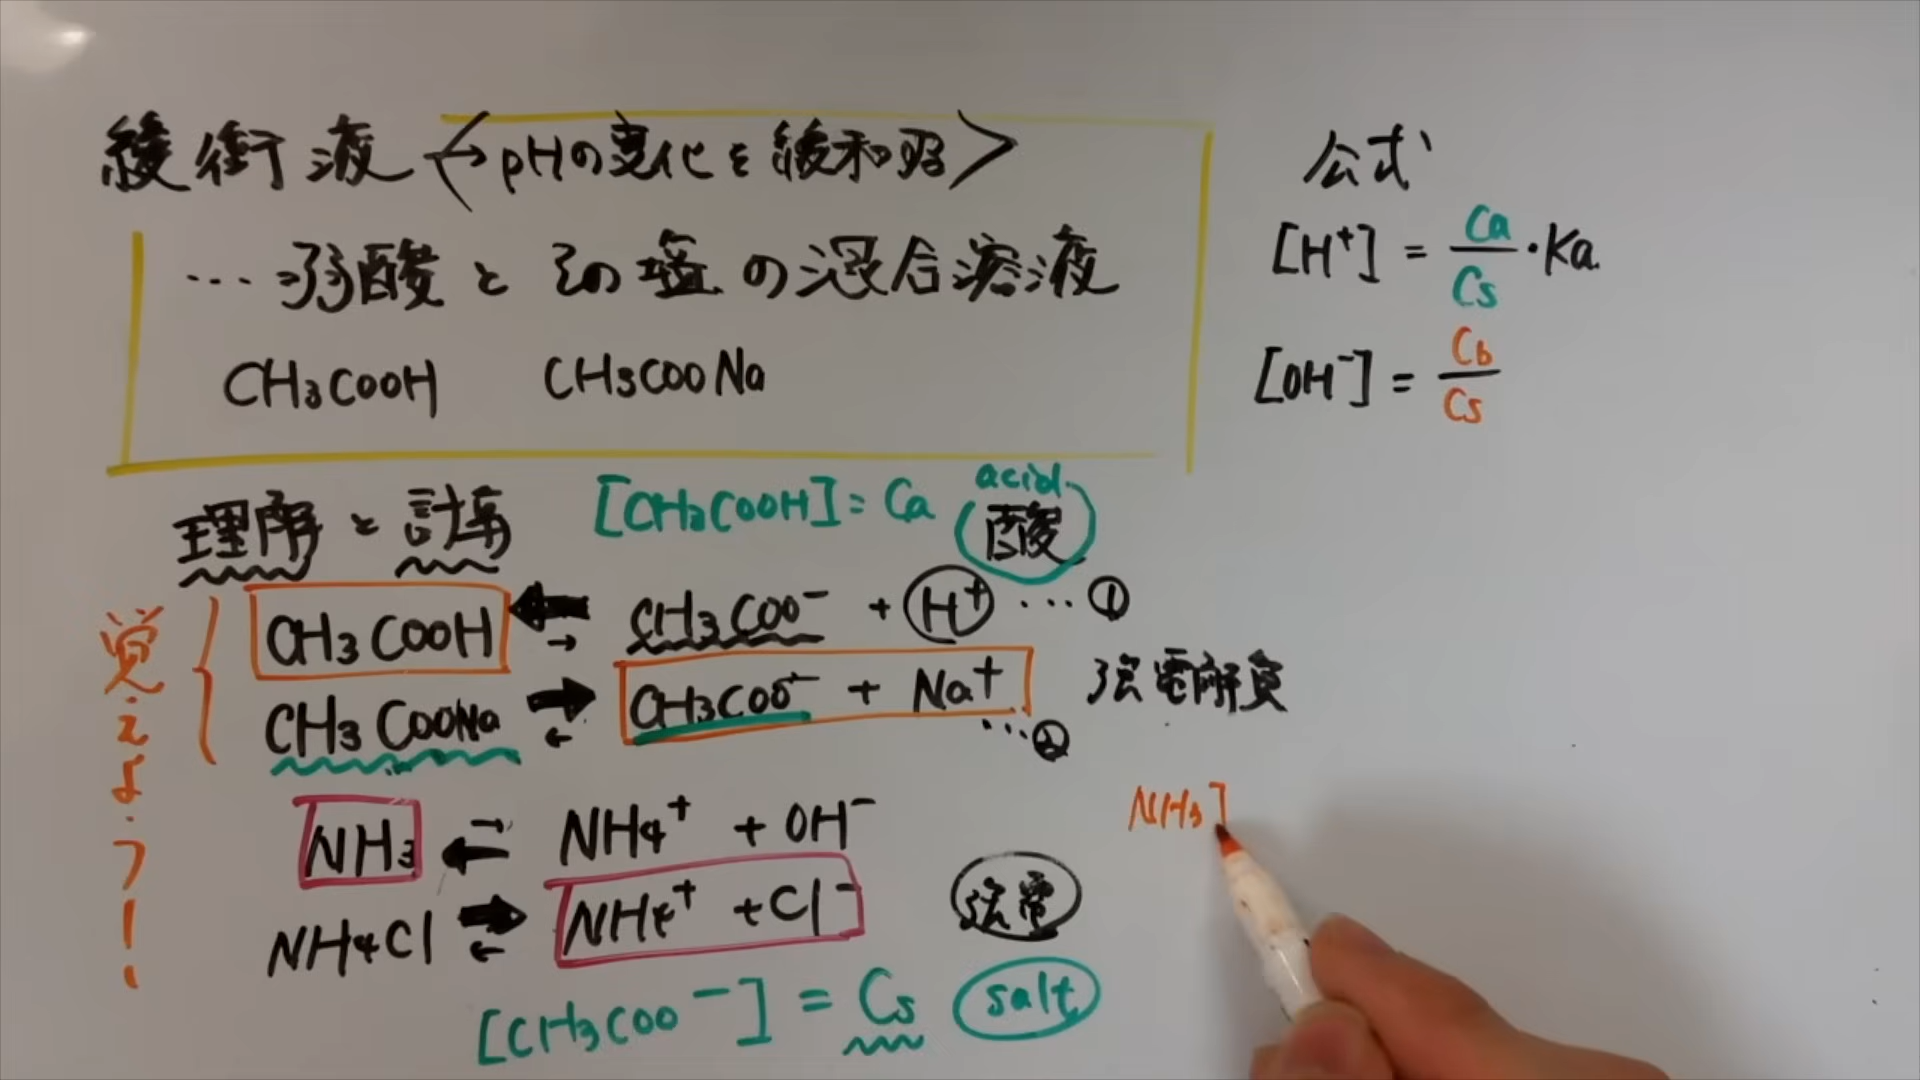 緩衝液〈→pHの変化を緩和する〉
…弱酸とその塩の混合溶液
CH3COOH CH3COONa
公式
[H⁺] = Ca/Cs・Ka
[OH⁻] = Cb/Cs
理解と計算
[CH3COOH] = Ca
acid
酸
覚えよう!!
CH3COOH ⇄ CH3COO⁻ + H⁺ …①
CH3COONa ⇄ CH3COO⁻ + Na⁺ …②
強電解質
NH3 ⇄ NH4⁺ + OH⁻
NH4Cl ⇄ NH4⁺ + Cl⁻
強電
NH3]
[CH3COO⁻] = Cs salt